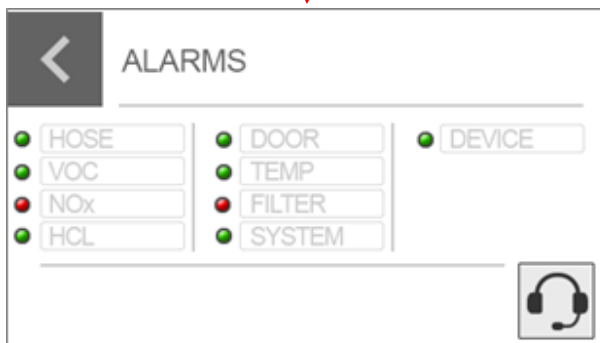 ALARMS
HOSE
VOC
NOx
HCL
DOOR
TEMP
FILTER
SYSTEM
DEVICE